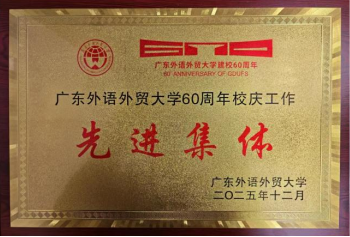 广东外语外贸大学建校60周年
60 ANNIVERSARY OF GDUFS
广东外语外贸大学60周年校庆工作
先进集体
广东外语外贸大学
二〇二五年十二月